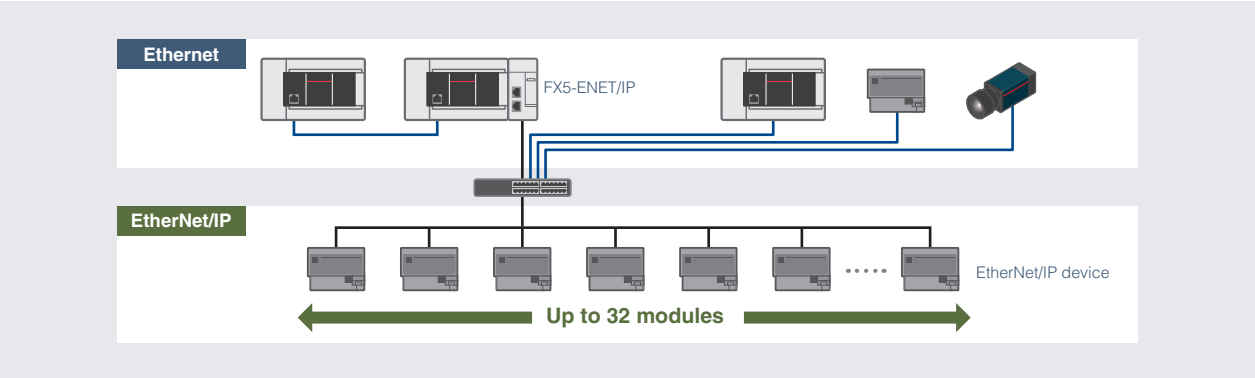 Ethernet
FX5-ENET/IP
EtherNet/IP
EtherNet/IP device
Up to 32 modules